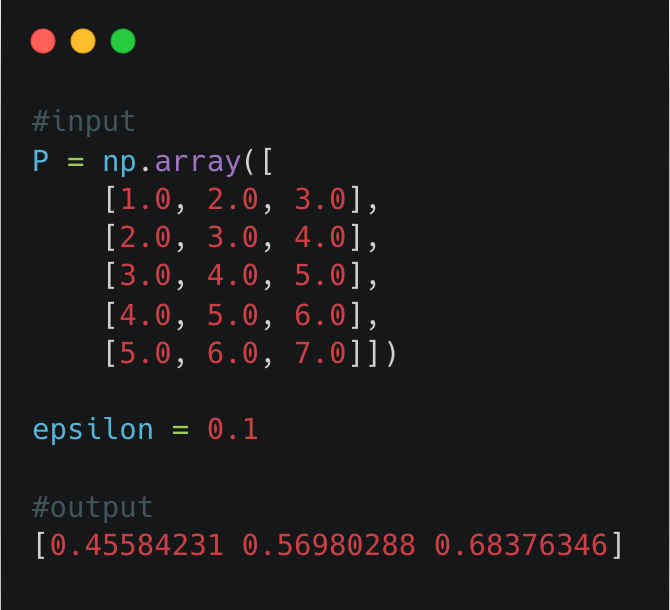 #input
P = np.array([
    [1.0, 2.0, 3.0],
    [2.0, 3.0, 4.0],
    [3.0, 4.0, 5.0],
    [4.0, 5.0, 6.0],
    [5.0, 6.0, 7.0]])
epsilon = 0.1
#output
[0.45584231 0.56980288 0.68376346]